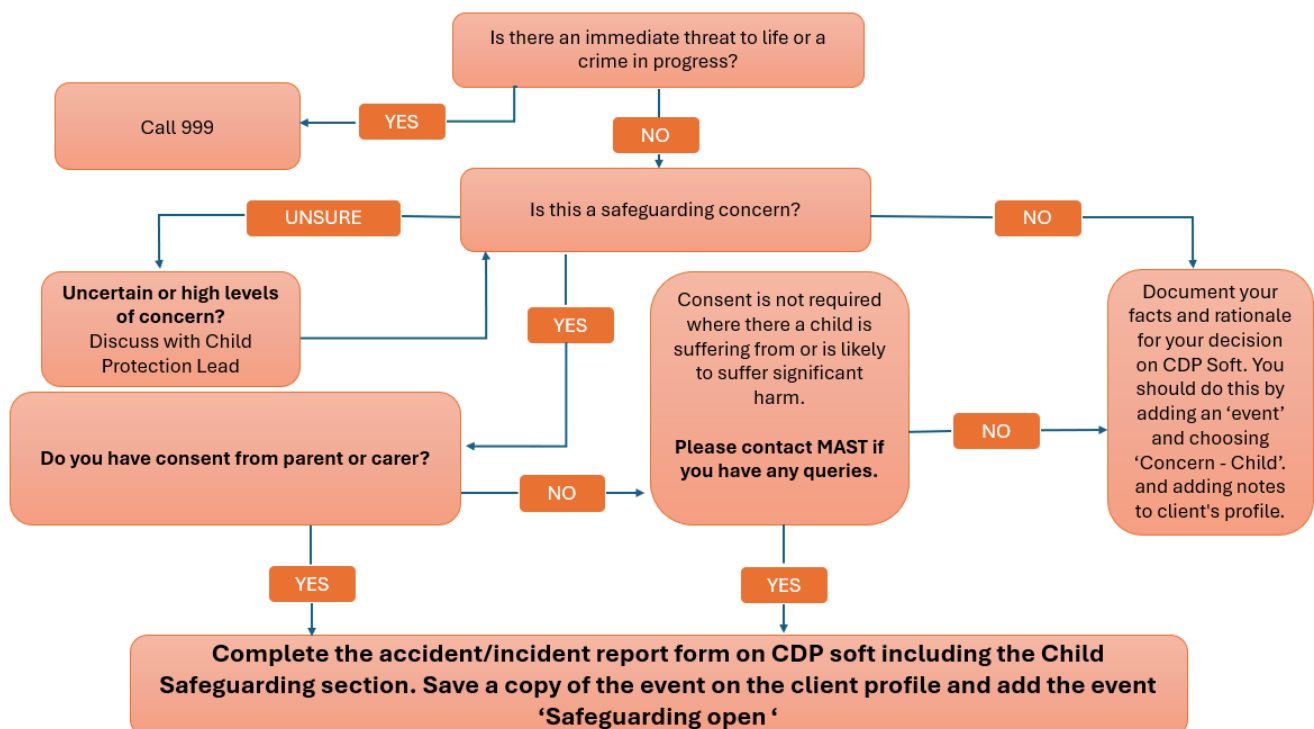 Is there an immediate threat to life or a
crime in progress?
Call 999
YES
NO
Is this a safeguarding concern?
UNSURE
NO
Uncertain or high levels
of concern?
Discuss with Child
Protection Lead
YES
Consent is not required
where there a child is
suffering from or is likely
to suffer significant
harm.
Please contact MAST if
you have any queries.
Document your
facts and rationale
for your decision
on CDP Soft. You
should do this by
adding an ‘event’
and choosing
‘Concern - Child’.
and adding notes
to client's profile.
Do you have consent from parent or carer?
NO
NO
YES
YES
Complete the accident/incident report form on CDP soft including the Child
Safeguarding section. Save a copy of the event on the client profile and add the event
‘Safeguarding open ‘